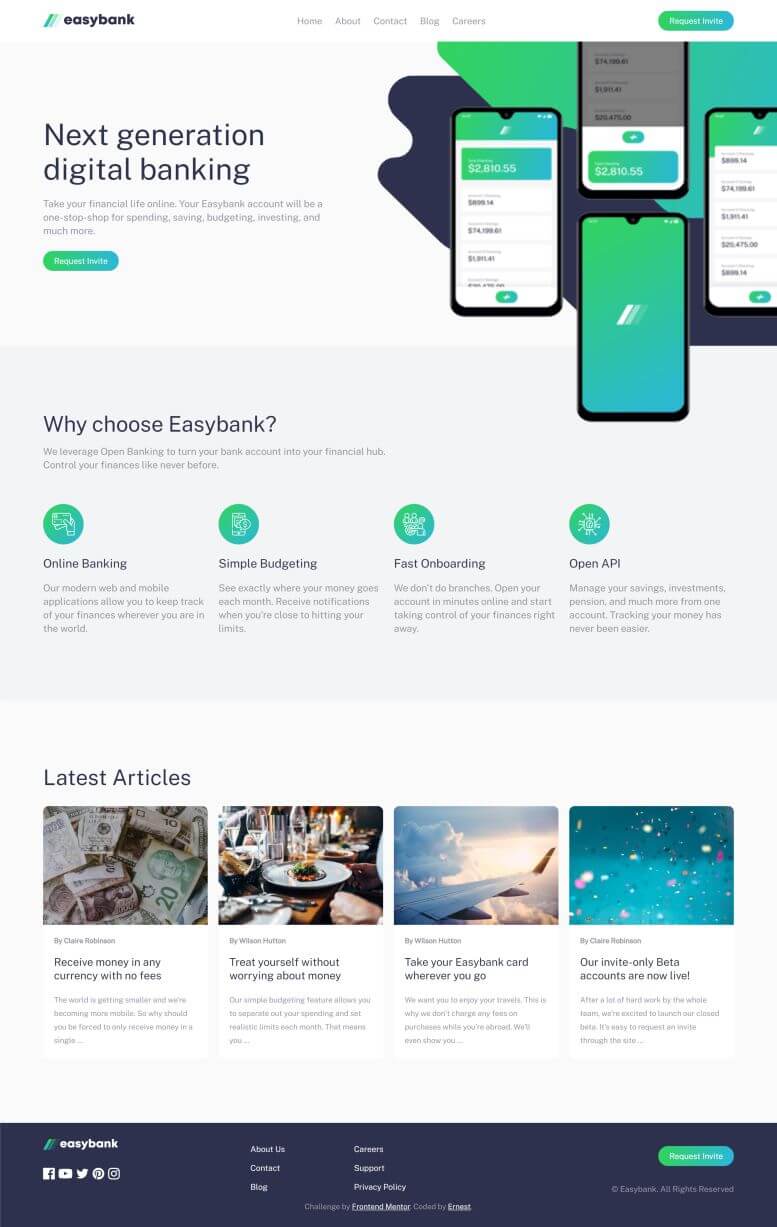 easybank
Home About Contact Blog Careers
Request Invite
Next generation
digital banking
Take your financial life online. Your Easybank account will be a
one-stop-shop for spending, saving, budgeting, investing, and
much more.
Request Invite
$2,810.55
$899.14
$74,199.61
$1,911.41
$20,475.00
$74,199.61
$1,911.41
$20,475.00
$2,810.55
$899.14
$74,199.61
$1,911.41
$20,475.00
$899.14
Why choose Easybank?
We leverage Open Banking to turn your bank account into your financial hub.
Control your finances like never before.
Online Banking
Our modern web and mobile
applications allow you to keep track
of your finances wherever you are in
the world.
Simple Budgeting
See exactly where your money goes
each month. Receive notifications
when you're close to hitting your
limits.
Fast Onboarding
We don't do branches. Open your
account in minutes online and start
taking control of your finances right
away.
Open API
Manage your savings, investments,
pension, and much more from one
account. Tracking your money has
never been easier.
Latest Articles
By Claire Robinson
Receive money in any
currency with no fees
The world is getting smaller and we're
becoming more mobile. So why should
you be forced to only receive money in a
single ...
By Wilson Hutton
Treat yourself without
worrying about money
Our simple budgeting feature allows you
to separate out your spending and set
realistic limits each month. That means
you ...
By Wilson Hutton
Take your Easybank card
wherever you go
We want you to enjoy your travels. This is
why we don't charge any fees on
purchases while you're abroad. We'll
even show you ...
By Claire Robinson
Our invite-only Beta
accounts are now live!
After a lot of hard work by the whole
team, we're excited to launch our closed
beta. It's easy to request an invite
through the site ...
easybank
About Us
Contact
Blog
Careers
Support
Privacy Policy
Request Invite
© Easybank. All Rights Reserved
Challenge by Frontend Mentor. Coded by Ernest.